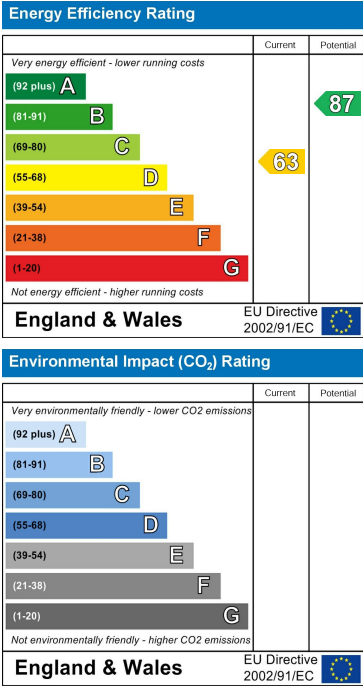 Energy Efficiency Rating
Current Potential
Very energy efficient - lower running costs
(92 plus) A
(81-91) B
87
(69-80) C
63
(55-68) D
(39-54) E
(21-38) F
(1-20) G
Not energy efficient - higher running costs
England & Wales
EU Directive
2002/91/EC
Environmental Impact (CO₂) Rating
Current Potential
Very environmentally friendly - lower CO2 emissions
(92 plus) A
(81-91) B
(69-80) C
(55-68) D
(39-54) E
(21-38) F
(1-20) G
Not environmentally friendly - higher CO2 emissions
England & Wales
EU Directive
2002/91/EC